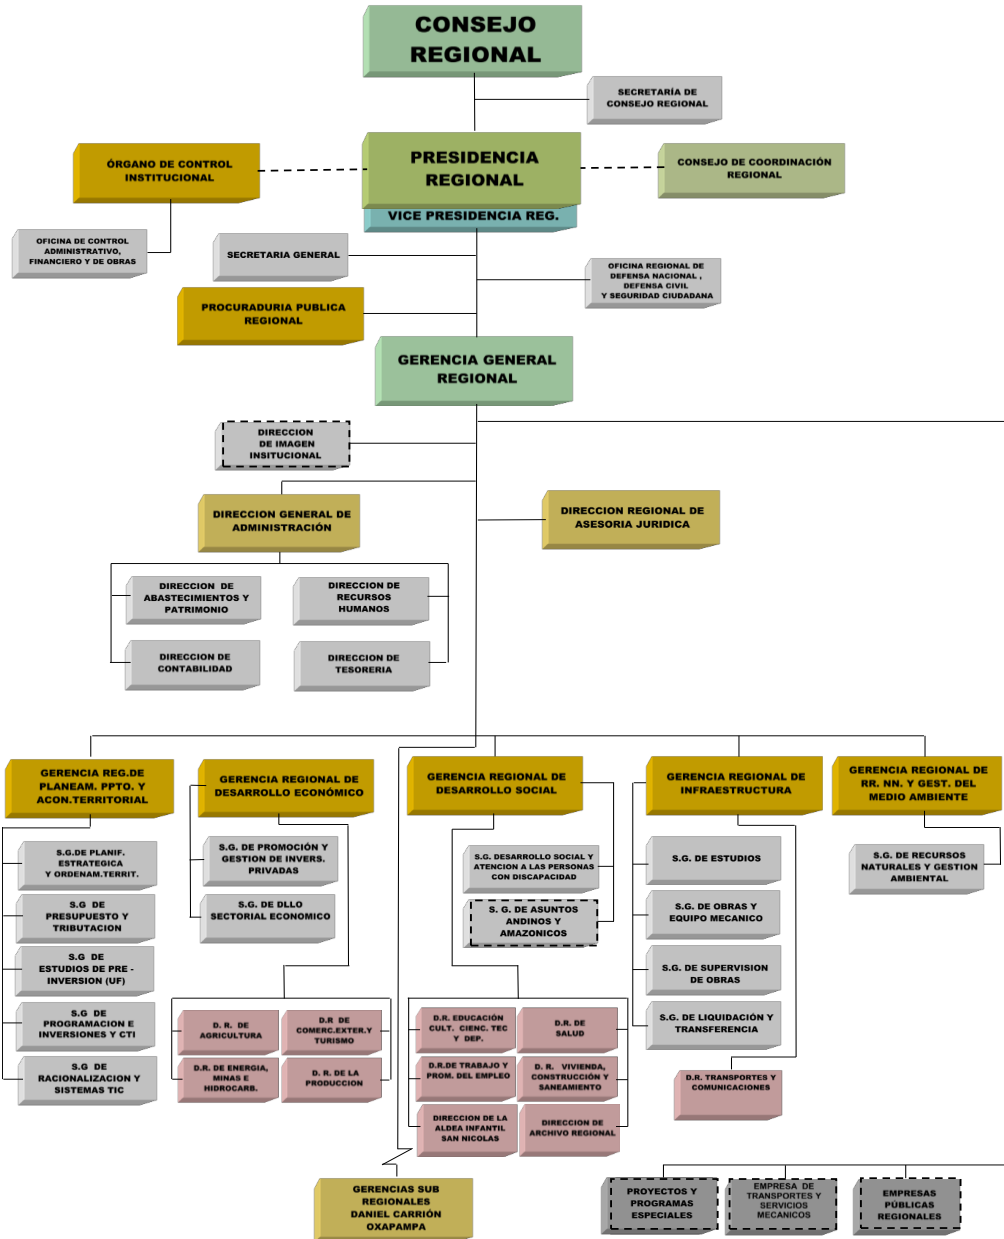 CONSEJO
REGIONAL
SECRETARÍA DE
CONSEJO REGIONAL
ÓRGANO DE CONTROL
INSTITUCIONAL
PRESIDENCIA
REGIONAL
CONSEJO DE COORDINACIÓN
REGIONAL
VICE PRESIDENCIA REG.
OFICINA DE CONTROL
ADMINISTRATIVO,
FINANCIERO Y DE OBRAS
SECRETARIA GENERAL
OFICINA REGIONAL DE
DEFENSA NACIONAL ,
DEFENSA CIVIL
Y SEGURIDAD CIUDADANA
PROCURADURIA PUBLICA
REGIONAL
GERENCIA GENERAL
REGIONAL
DIRECCION
DE IMAGEN
INSITUCIONAL
DIRECCION GENERAL DE
ADMINISTRACIÓN
DIRECCION REGIONAL DE
ASESORIA JURIDICA
DIRECCION DE
ABASTECIMIENTOS Y
PATRIMONIO
DIRECCION DE
RECURSOS
HUMANOS
DIRECCION DE
CONTABILIDAD
DIRECCION DE
TESORERIA
GERENCIA REG.DE
PLANEAM. PPTO. Y
ACON.TERRITORIAL
GERENCIA REGIONAL DE
DESARROLLO ECONÓMICO
GERENCIA REGIONAL DE
DESARROLLO SOCIAL
GERENCIA REGIONAL DE
INFRAESTRUCTURA
GERENCIA REGIONAL DE
RR. NN. Y GEST. DEL
MEDIO AMBIENTE
S.G.DE PLANIF.
ESTRATEGICA
Y ORDENAM.TERRIT.
S.G DE
PRESUPUESTO Y
TRIBUTACION
S.G DE
ESTUDIOS DE PRE -
INVERSION (UF)
S.G DE
PROGRAMACION E
INVERSIONES Y CTI
S.G DE
RACIONALIZACION Y
SISTEMAS TIC
S.G. DE PROMOCIÓN Y
GESTION DE INVERS.
PRIVADAS
S.G. DE DLLO
SECTORIAL ECONOMICO
D. R. DE
AGRICULTURA
D. R DE
COMERC.EXTER.Y
TURISMO
D.R. DE ENERGIA,
MINAS E
HIDROCARB.
D. R. DE LA
PRODUCCION
S.G. DESARROLLO SOCIAL Y
ATENCION A LAS PERSONAS
CON DISCAPACIDAD
S. G. DE ASUNTOS
ANDINOS Y
AMAZONICOS
D.R. EDUCACIÓN
CULT. CIENC. TEC
Y DEP.
D.R. DE
SALUD
D.R.DE TRABAJO Y
PROM. DEL EMPLEO
D. R. VIVIENDA,
CONSTRUCCIÓN Y
SANEAMIENTO
DIRECCION DE LA
ALDEA INFANTIL
SAN NICOLAS
DIRECCION DE
ARCHIVO REGIONAL
S.G. DE ESTUDIOS
S.G. DE OBRAS Y
EQUIPO MECANICO
S.G. DE SUPERVISION
DE OBRAS
S.G. DE LIQUIDACIÓN Y
TRANSFERENCIA
D.R. TRANSPORTES Y
COMUNICACIONES
S.G. DE RECURSOS
NATURALES Y GESTION
AMBIENTAL
GERENCIAS SUB
REGIONALES
DANIEL CARRIÓN
OXAPAMPA
PROYECTOS Y
PROGRAMAS
ESPECIALES
EMPRESA DE
TRANSPORTES Y
SERVICIOS
MECANICOS
EMPRESAS
PÚBLICAS
REGIONALES